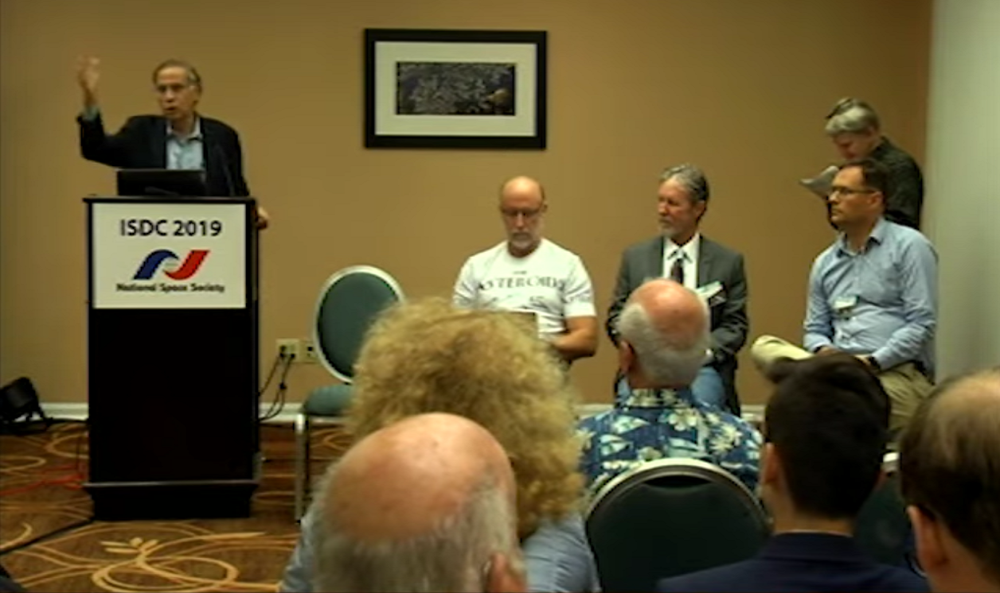 ISDC 2019
National Space Society
ASTEROIDS